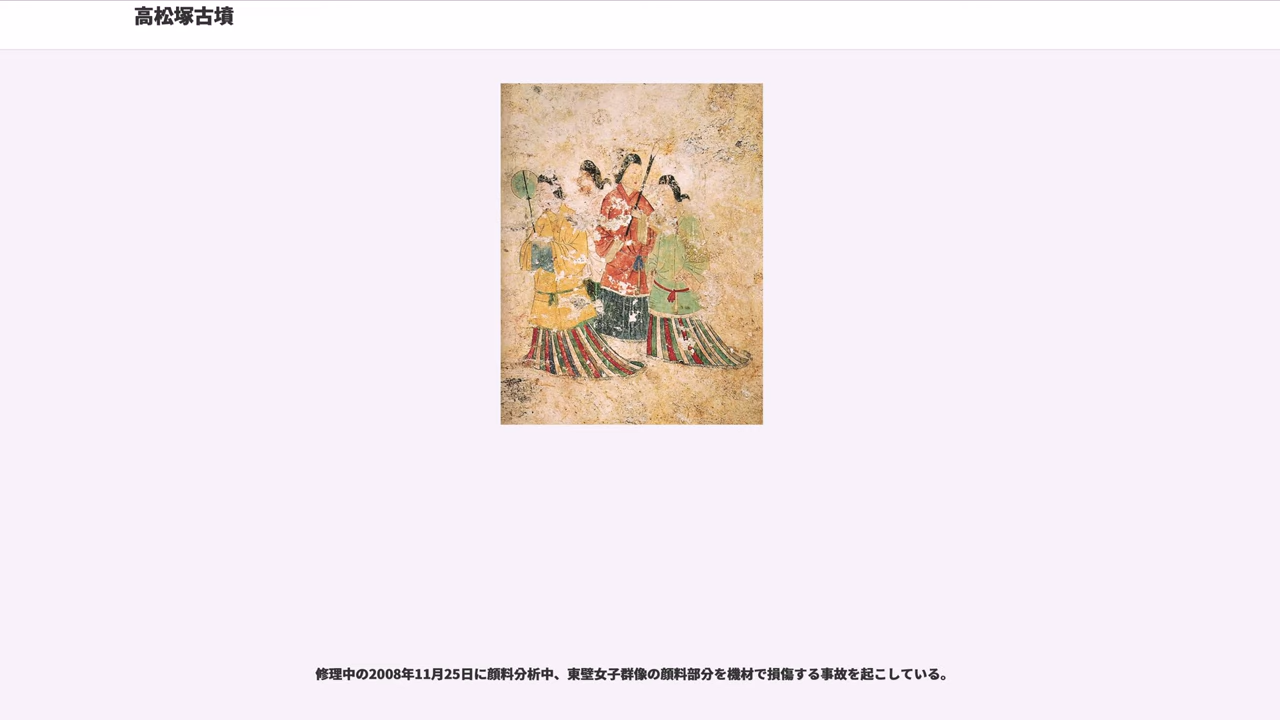 高松塚古墳
修理中の2008年11月25日に顔料分析中、東壁女子群像の顔料部分を機材で損傷する事故を起こしている。